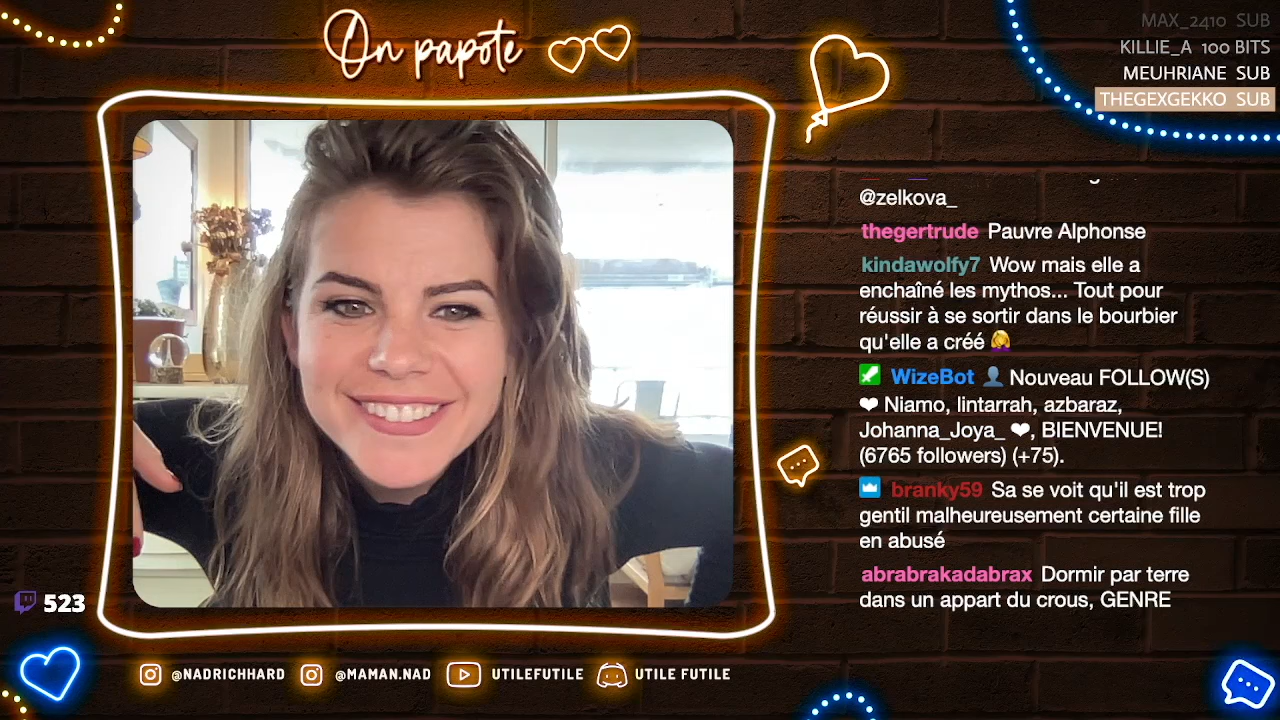 On papote
MAX_2410 SUB
KILLIE_A 100 BITS
MEUHRIANE SUB
THEGEXGEKKO SUB
@zelkova_
thegertrude Pauvre Alphonse
kindawolfy7 Wow mais elle a
enchaîné les mythos... Tout pour
réussir à se sortir dans le bourbier
qu'elle a créé
WizeBot Nouveau FOLLOW(S)
❤ Niamo, lintarrah, azbaraz,
Johanna_Joya_ ❤, BIENVENUE!
(6765 followers) (+75).
branky59 Sa se voit qu'il est trop
gentil malheureusement certaine fille
en abusé
abrabrakadabrax Dormir par terre
dans un appart du crous, GENRE
523
@NADRICHHARD @MAMAN.NAD UTILEFUTILE UTILE FUTILE